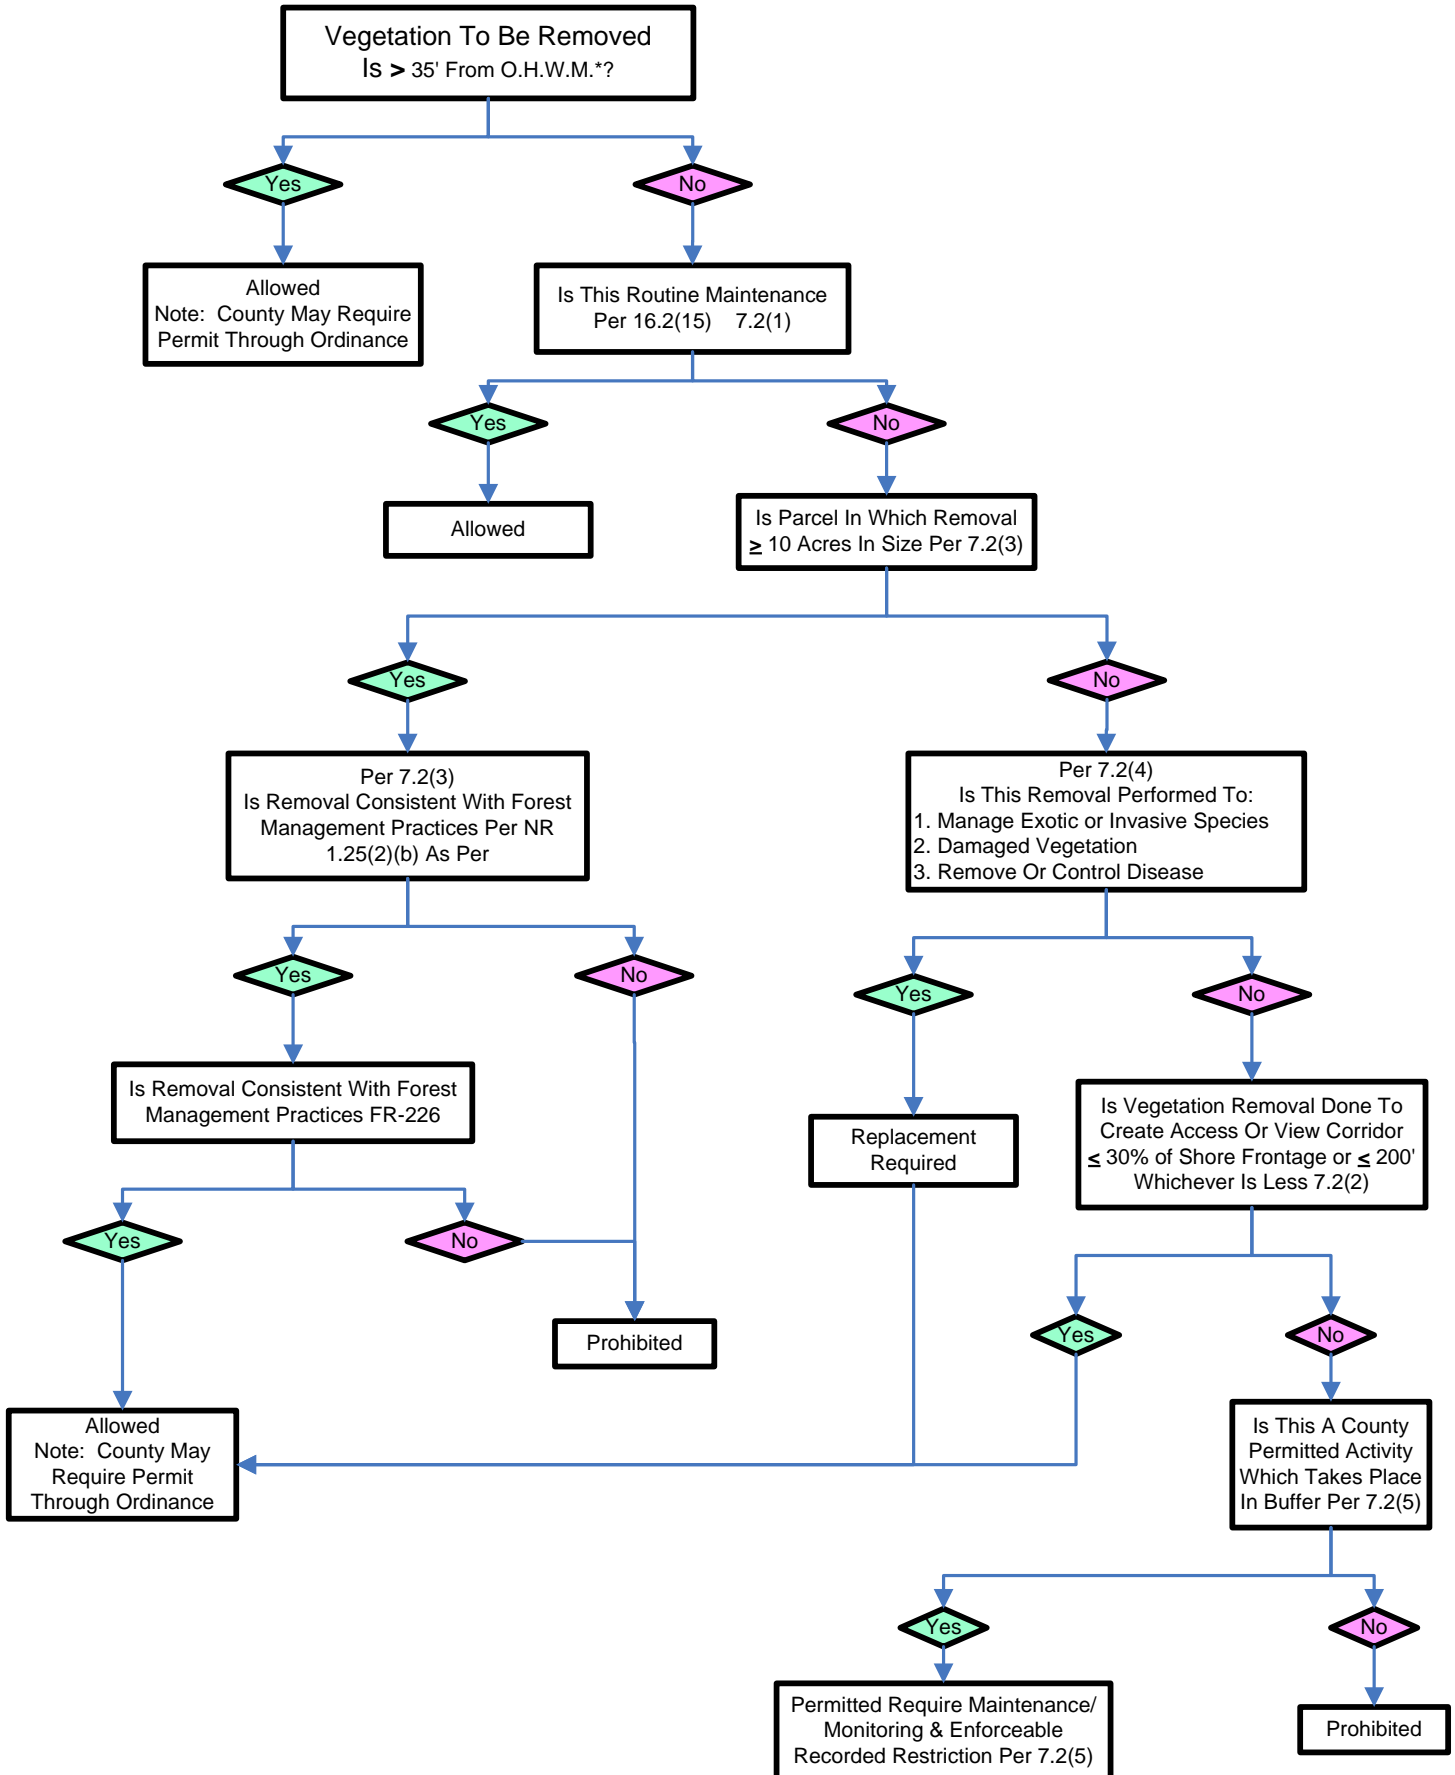 Vegetation To Be Removed
Is > 35' From O.H.W.M.*?
Yes
No
Allowed
Note:  County May Require
Permit Through Ordinance
Is This Routine Maintenance
Per 16.2(15)    7.2(1)
Yes
No
Allowed
Is Parcel In Which Removal
≥ 10 Acres In Size Per 7.2(3)
Yes
No
Per 7.2(3)
Is Removal Consistent With Forest
Management Practices Per NR
1.25(2)(b) As Per
Per 7.2(4)
Is This Removal Performed To:
1. Manage Exotic or Invasive Species
2. Damaged Vegetation
3. Remove Or Control Disease
Yes
No
Yes
No
Is Removal Consistent With Forest
Management Practices FR-226
Replacement
Required
Is Vegetation Removal Done To
Create Access Or View Corridor
≤ 30% of Shore Frontage or ≤ 200'
Whichever Is Less 7.2(2)
Yes
No
Prohibited
Yes
No
Allowed
Note:  County May
Require Permit
Through Ordinance
Is This A County
Permitted Activity
Which Takes Place
In Buffer Per 7.2(5)
Yes
No
Permitted Require Maintenance/
Monitoring & Enforceable
Recorded Restriction Per 7.2(5)
Prohibited